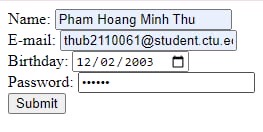 Name: Pham Hoang Minh Thu
E-mail: thub2110061@student.ctu.e
Birthday: 12/02/2003
Password: ••••••
Submit